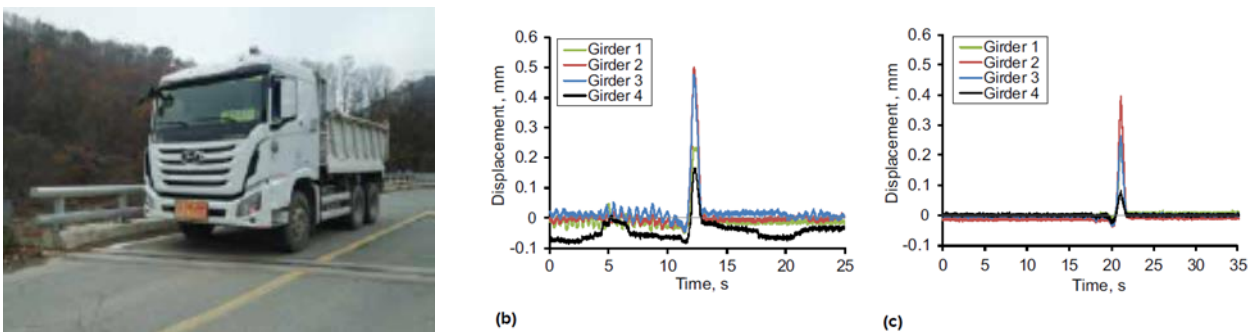 0.6
0.5
0.4
0.3
0.2
0.1
0
-0.1
Displacement, mm
Girder 1
Girder 2
Girder 3
Girder 4
0 5 10 15 20 25
Time, s
(b)
0.6
0.5
0.4
0.3
0.2
0.1
0
-0.1
Displacement, mm
Girder 1
Girder 2
Girder 3
Girder 4
0 5 10 15 20 25 30 35
Time, s
(c)